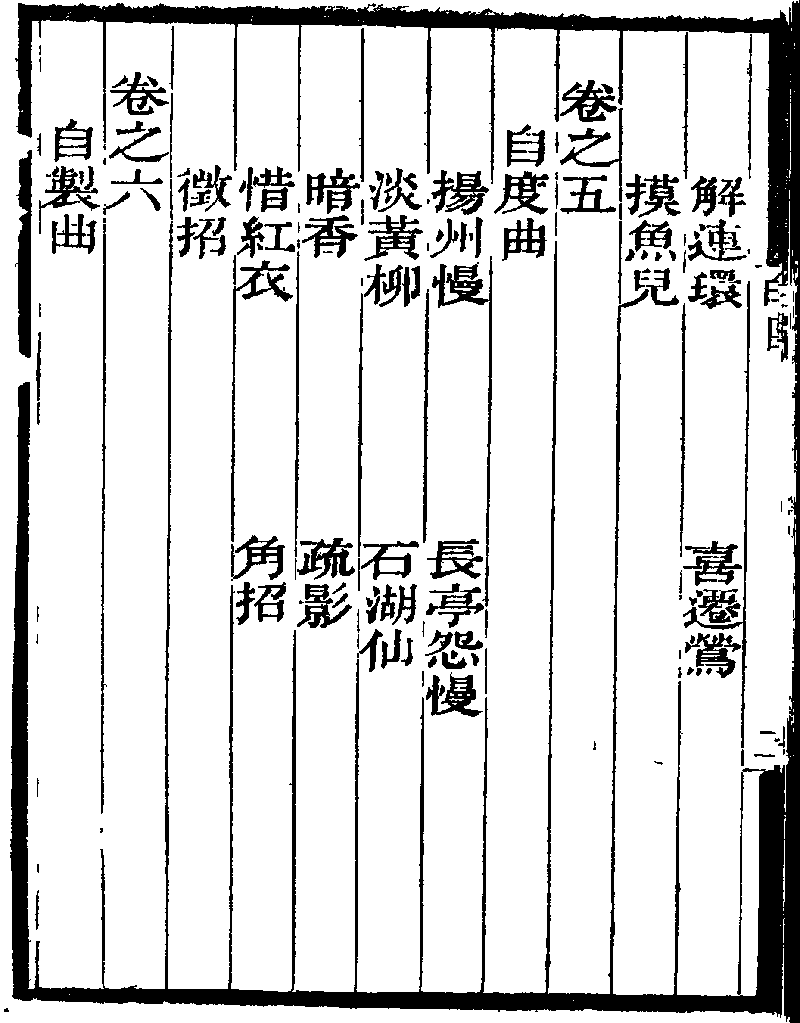 解連環　喜遷鶯
摸魚兒
卷之五
自度曲
揚州慢　長亭怨慢
淡黃柳　石湖仙
暗香　疏影
惜紅衣　角招
徵招
卷之六
自製曲